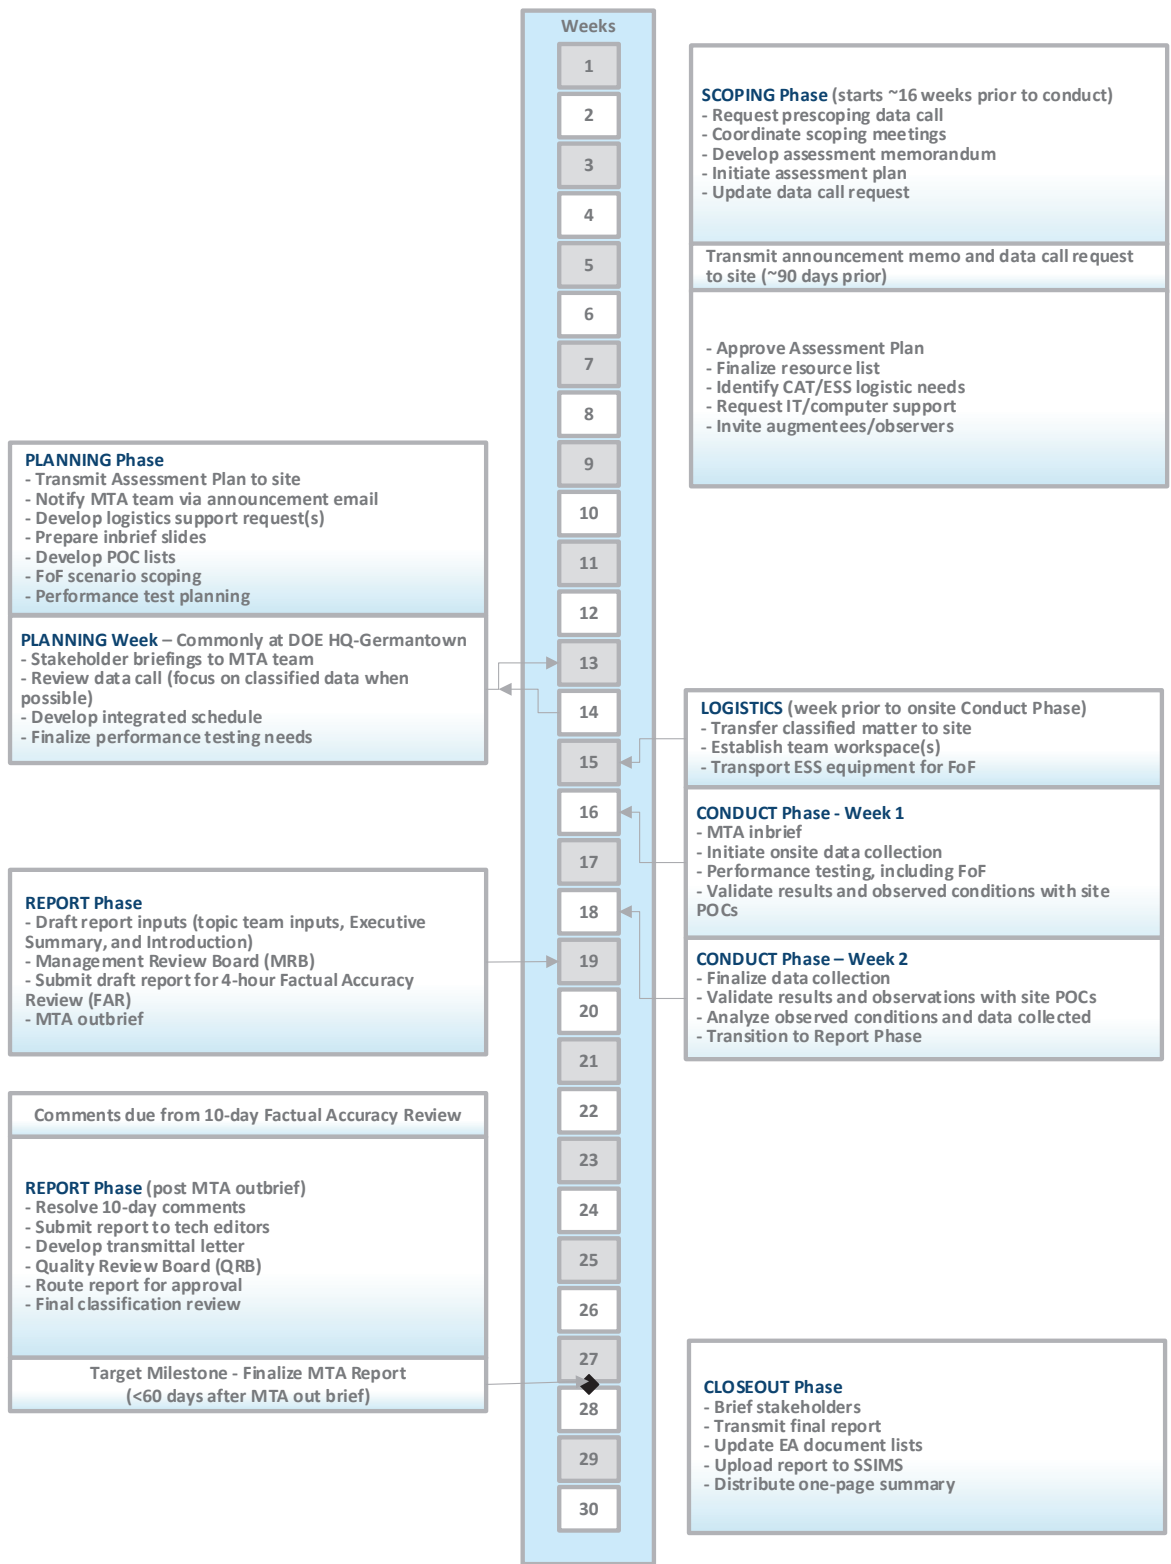 Weeks
1
2
3
4
5
6
7
8
9
10
11
12
13
14
15
16
17
18
19
20
21
22
23
24
25
26
27
28
29
30
SCOPING Phase (starts ~16 weeks prior to conduct)
- Request prescoping data call
- Coordinate scoping meetings
- Develop assessment memorandum
- Initiate assessment plan
- Update data call request
Transmit announcement memo and data call request
to site (~90 days prior)
- Approve Assessment Plan
- Finalize resource list
- Identify CAT/ESS logistic needs
- Request IT/computer support
- Invite augmentees/observers
PLANNING Phase
- Transmit Assessment Plan to site
- Notify MTA team via announcement email
- Develop logistics support request(s)
- Prepare inbrief slides
- Develop POC lists
- FoF scenario scoping
- Performance test planning
PLANNING Week – Commonly at DOE HQ-Germantown
- Stakeholder briefings to MTA team
- Review data call (focus on classified data when
possible)
- Develop integrated schedule
- Finalize performance testing needs
LOGISTICS (week prior to onsite Conduct Phase)
- Transfer classified matter to site
- Establish team workspace(s)
- Transport ESS equipment for FoF
CONDUCT Phase - Week 1
- MTA inbrief
- Initiate onsite data collection
- Performance testing, including FoF
- Validate results and observed conditions with site
POCs
CONDUCT Phase – Week 2
- Finalize data collection
- Validate results and observations with site POCs
- Analyze observed conditions and data collected
- Transition to Report Phase
REPORT Phase
- Draft report inputs (topic team inputs, Executive
Summary, and Introduction)
- Management Review Board (MRB)
- Submit draft report for 4-hour Factual Accuracy
Review (FAR)
- MTA outbrief
Comments due from 10-day Factual Accuracy Review
REPORT Phase (post MTA outbrief)
- Resolve 10-day comments
- Submit report to tech editors
- Develop transmittal letter
- Quality Review Board (QRB)
- Route report for approval
- Final classification review
Target Milestone - Finalize MTA Report
(<60 days after MTA out brief)
CLOSEOUT Phase
- Brief stakeholders
- Transmit final report
- Update EA document lists
- Upload report to SSIMS
- Distribute one-page summary